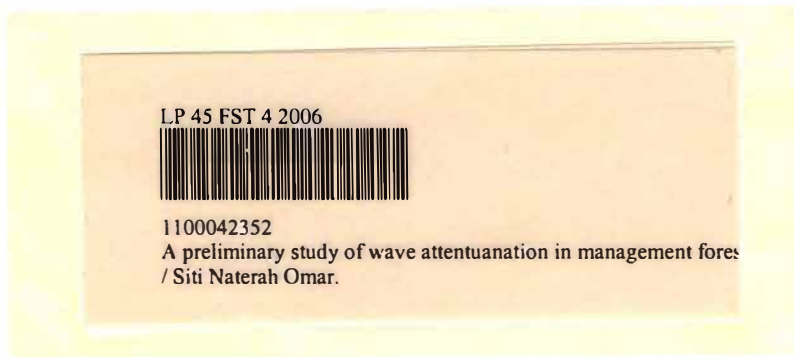 LP 45 FST 4 2006
1100042352
A preliminary study of wave attentuanation in management fores
/ Siti Naterah Omar.